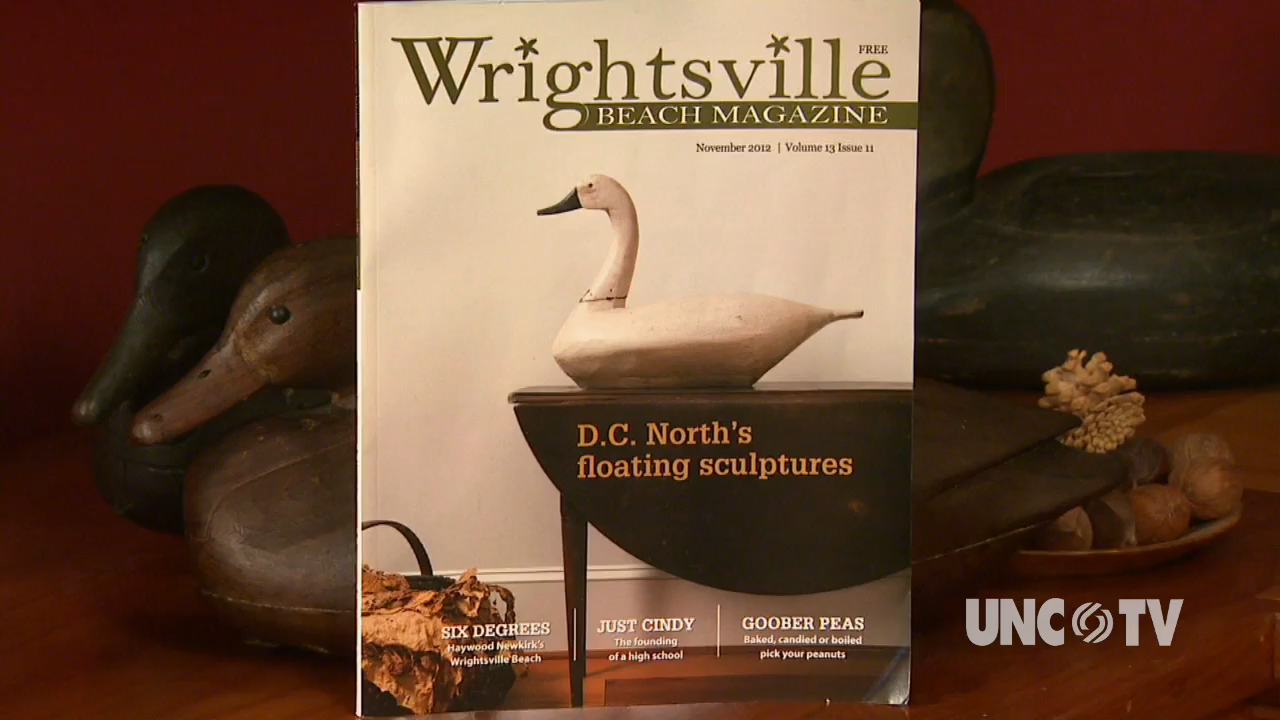 Wrightsville
FREE
BEACH MAGAZINE
November 2012 | Volume 13 Issue 11
D.C. North's
floating sculptures
SIX DEGREES
Haywood Newkirk's
Wrightsville Beach
JUST CINDY
The founding
of a high school
GOOBER PEAS
Baked, candied or boiled
pick your peanuts
UNC TV